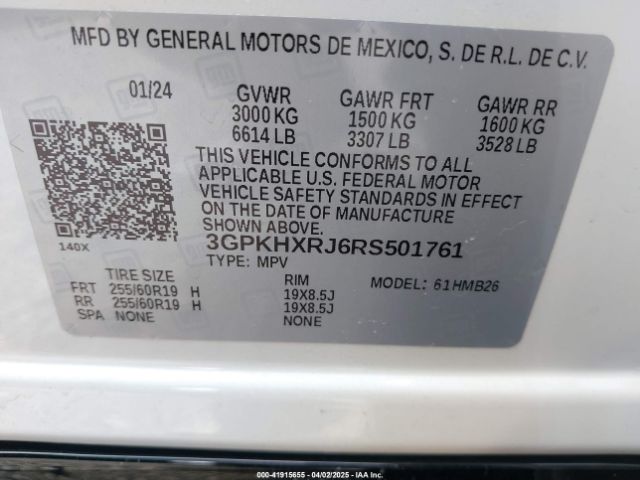 MFD BY GENERAL MOTORS DE MEXICO, S. DE R.L. DE C.V.
01/24 GVWR GAWR FRT GAWR RR
3000 KG 1500 KG 1600 KG
6614 LB 3307 LB 3528 LB
THIS VEHICLE CONFORMS TO ALL
APPLICABLE U.S. FEDERAL MOTOR
VEHICLE SAFETY STANDARDS IN EFFECT
ON THE DATE OF MANUFACTURE
SHOWN ABOVE.
140X 3GPKHXRJ6RS501761
TYPE: MPV
TIRE SIZE RIM MODEL: 61HMB26
FRT 255/60R19 H 19X8.5J
RR 255/60R19 H 19X8.5J
SPA NONE NONE
© 000-41915655 - 04/02/2025 - IAA Inc.